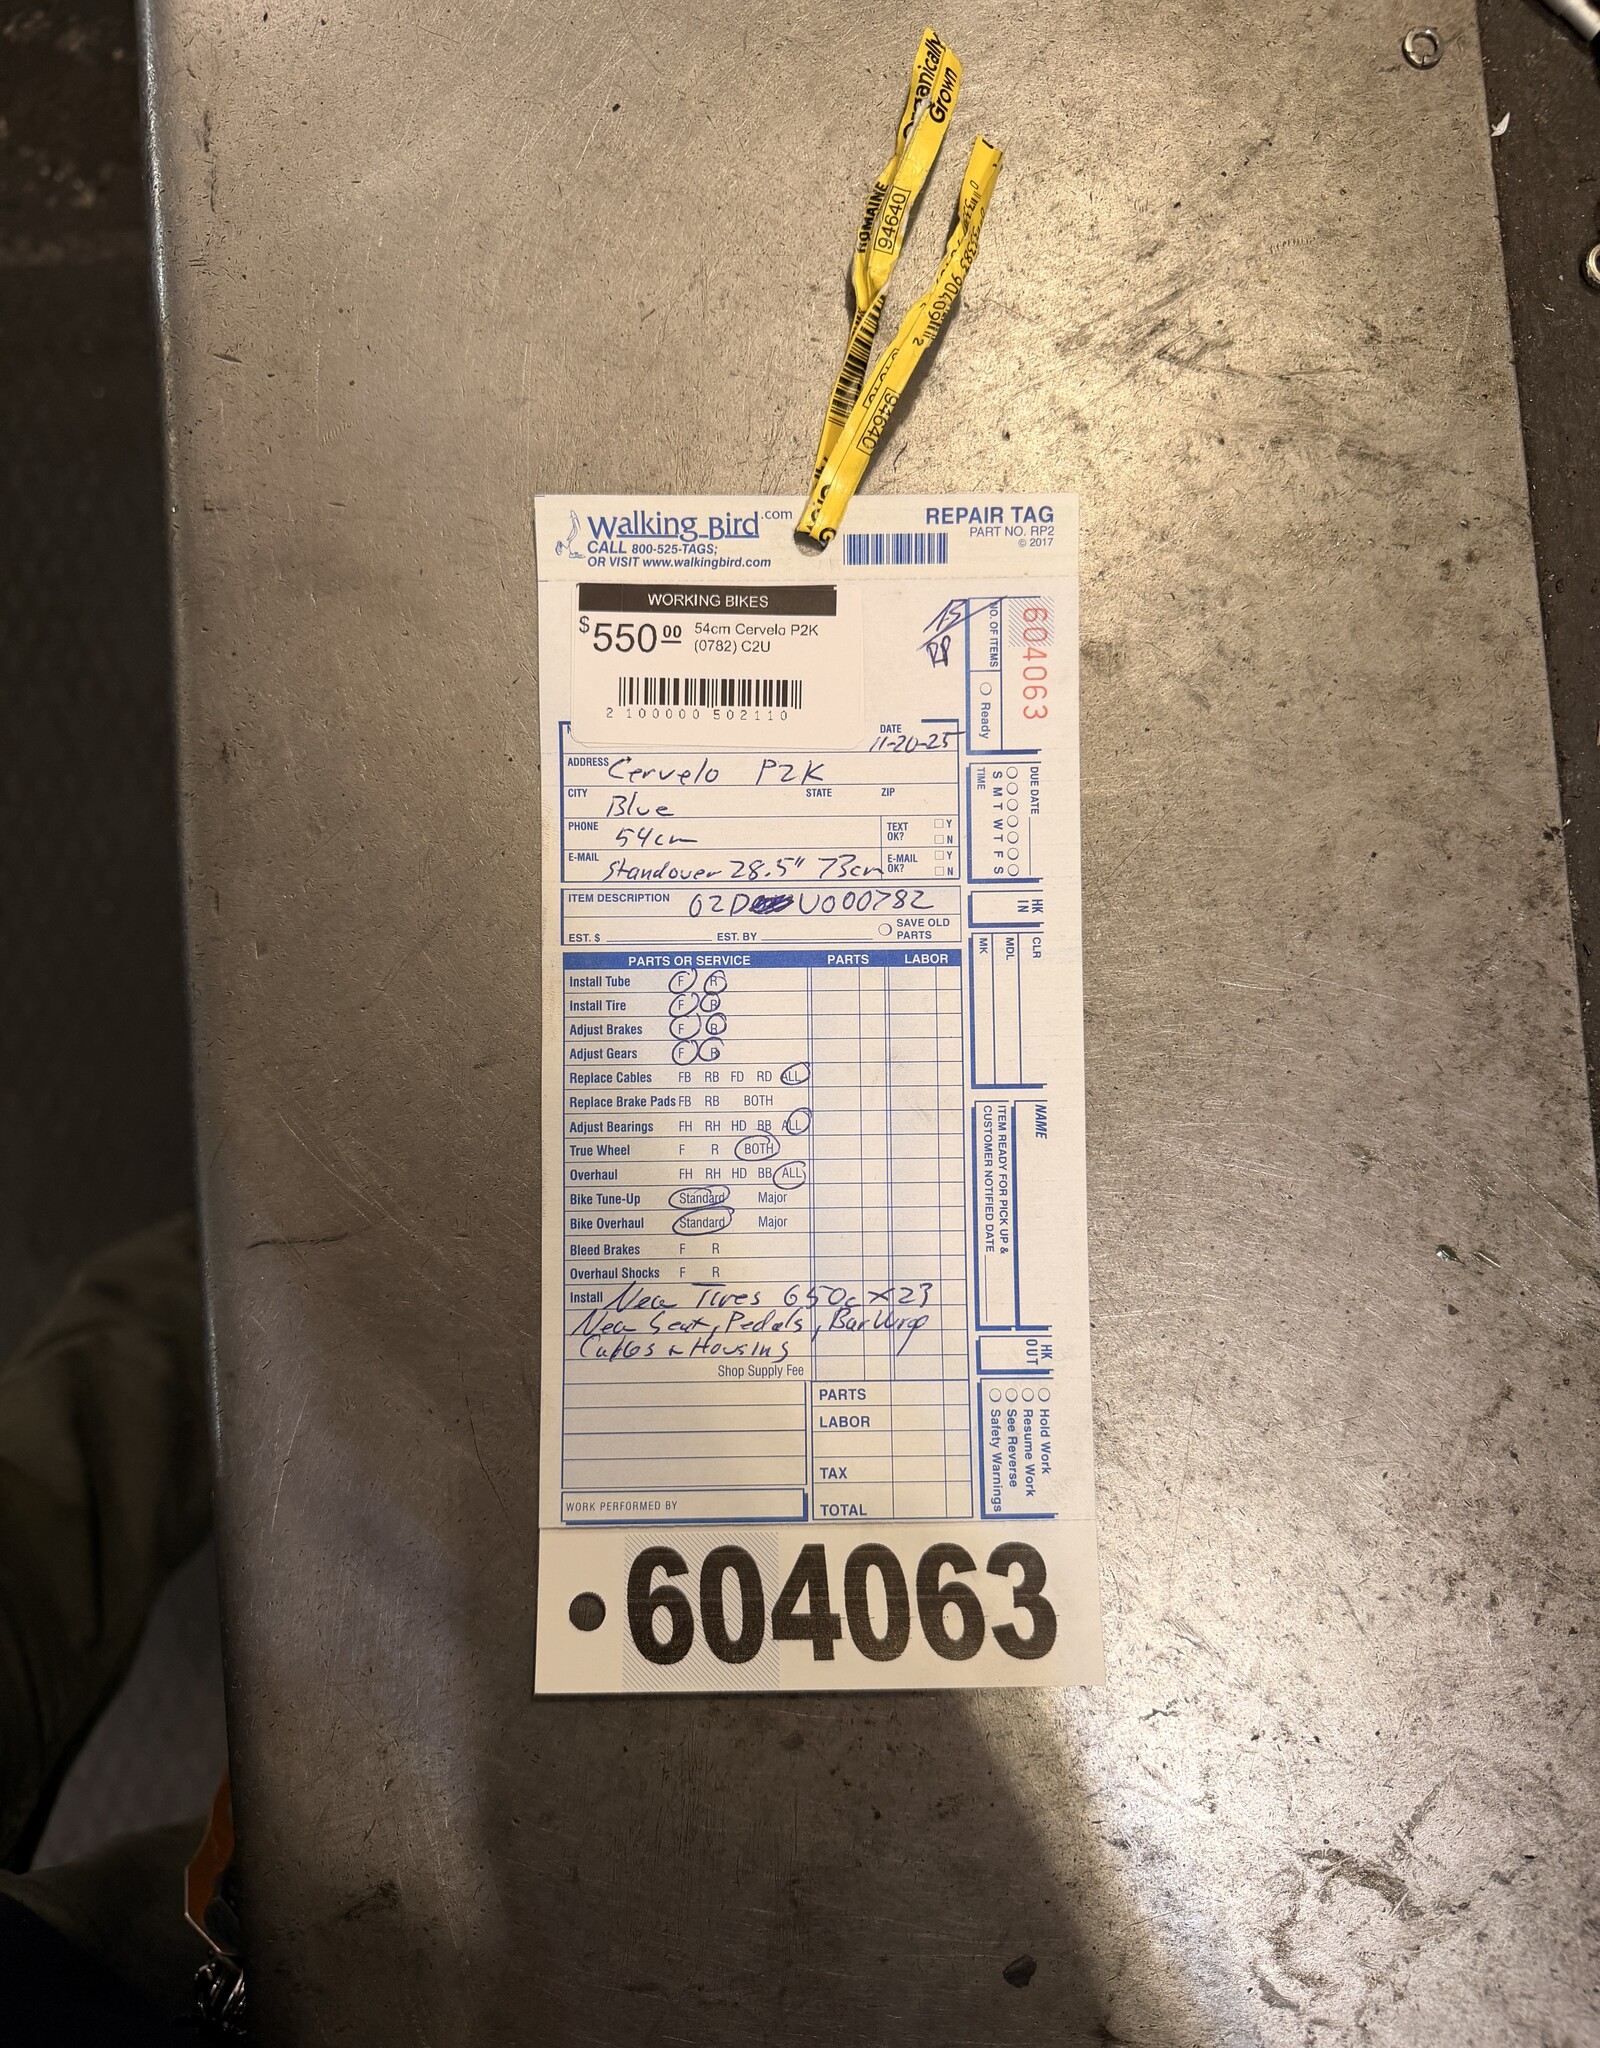 Organically
Grown
ROMAINE
94640
94640
Walking Bird.com
CALL 800-525-TAGS;
OR VISIT www.walkingbird.com
REPAIR TAG
PART NO. RP2
© 2017
WORKING BIKES
$550.00 54cm Cervelo P2K
(0782) C2U
2 100000 502110
RP
DATE
11-20-25
ADDRESS Cervelo P2K
CITY Blue STATE ZIP
PHONE 54cm TEXT OK? Y N
E-MAIL Standover 28.5" 73cm E-MAIL OK? Y N
ITEM DESCRIPTION 02D U000782
EST. $ EST. BY SAVE OLD PARTS
PARTS OR SERVICE PARTS LABOR
Install Tube F R
Install Tire F R
Adjust Brakes F R
Adjust Gears F R
Replace Cables FB RB FD RD ALL
Replace Brake Pads FB RB BOTH
Adjust Bearings FH RH HD BB ALL
True Wheel F R BOTH
Overhaul FH RH HD BB ALL
Bike Tune-Up Standard Major
Bike Overhaul Standard Major
Bleed Brakes F R
Overhaul Shocks F R
Install New Tires 650c x 23
New Seat, Pedals, Bar Wrap
Cables & Housing
Shop Supply Fee
PARTS
LABOR
TAX
WORK PERFORMED BY
TOTAL
604063
NO. OF ITEMS
Ready
DUE DATE
S M T W T F S
TIME
HK IN
CLR
MDL
MK
NAME
ITEM READY FOR PICK UP &
CUSTOMER NOTIFIED DATE
HK OUT
Hold Work
Resume Work
See Reverse
Safety Warnings
604063